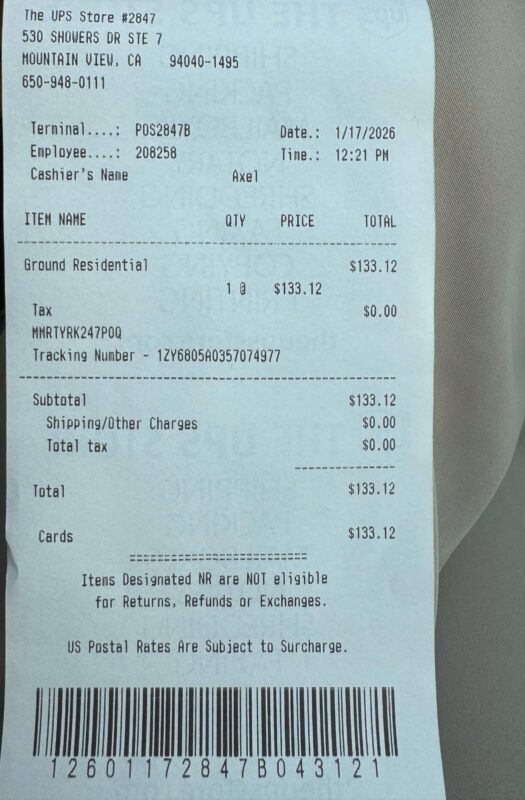 The UPS Store #2847
530 SHOWERS DR STE 7
MOUNTAIN VIEW, CA 94040-1495
650-948-0111
Terminal....: POS2847B Date.: 1/17/2026
Employee....: 208258 Time.: 12:21 PM
Cashier's Name Axel
ITEM NAME QTY PRICE TOTAL
Ground Residential $133.12
1 @ $133.12
Tax $0.00
MMRTYRK247P0Q
Tracking Number - 1ZY6805A0357074977
Subtotal $133.12
Shipping/Other Charges $0.00
Total tax $0.00
Total $133.12
Cards $133.12
Items Designated NR are NOT eligible
for Returns, Refunds or Exchanges.
US Postal Rates Are Subject to Surcharge.
12601172847B043121